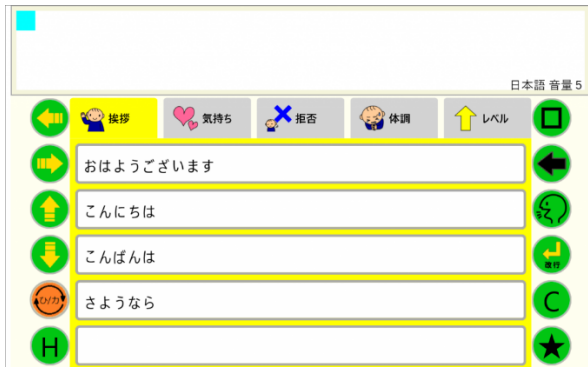 日本語 音量 5
挨拶 気持ち 拒否 体調 レベル
おはようございます
こんにちは
こんばんは
改行
ひ/カ さようなら C
H